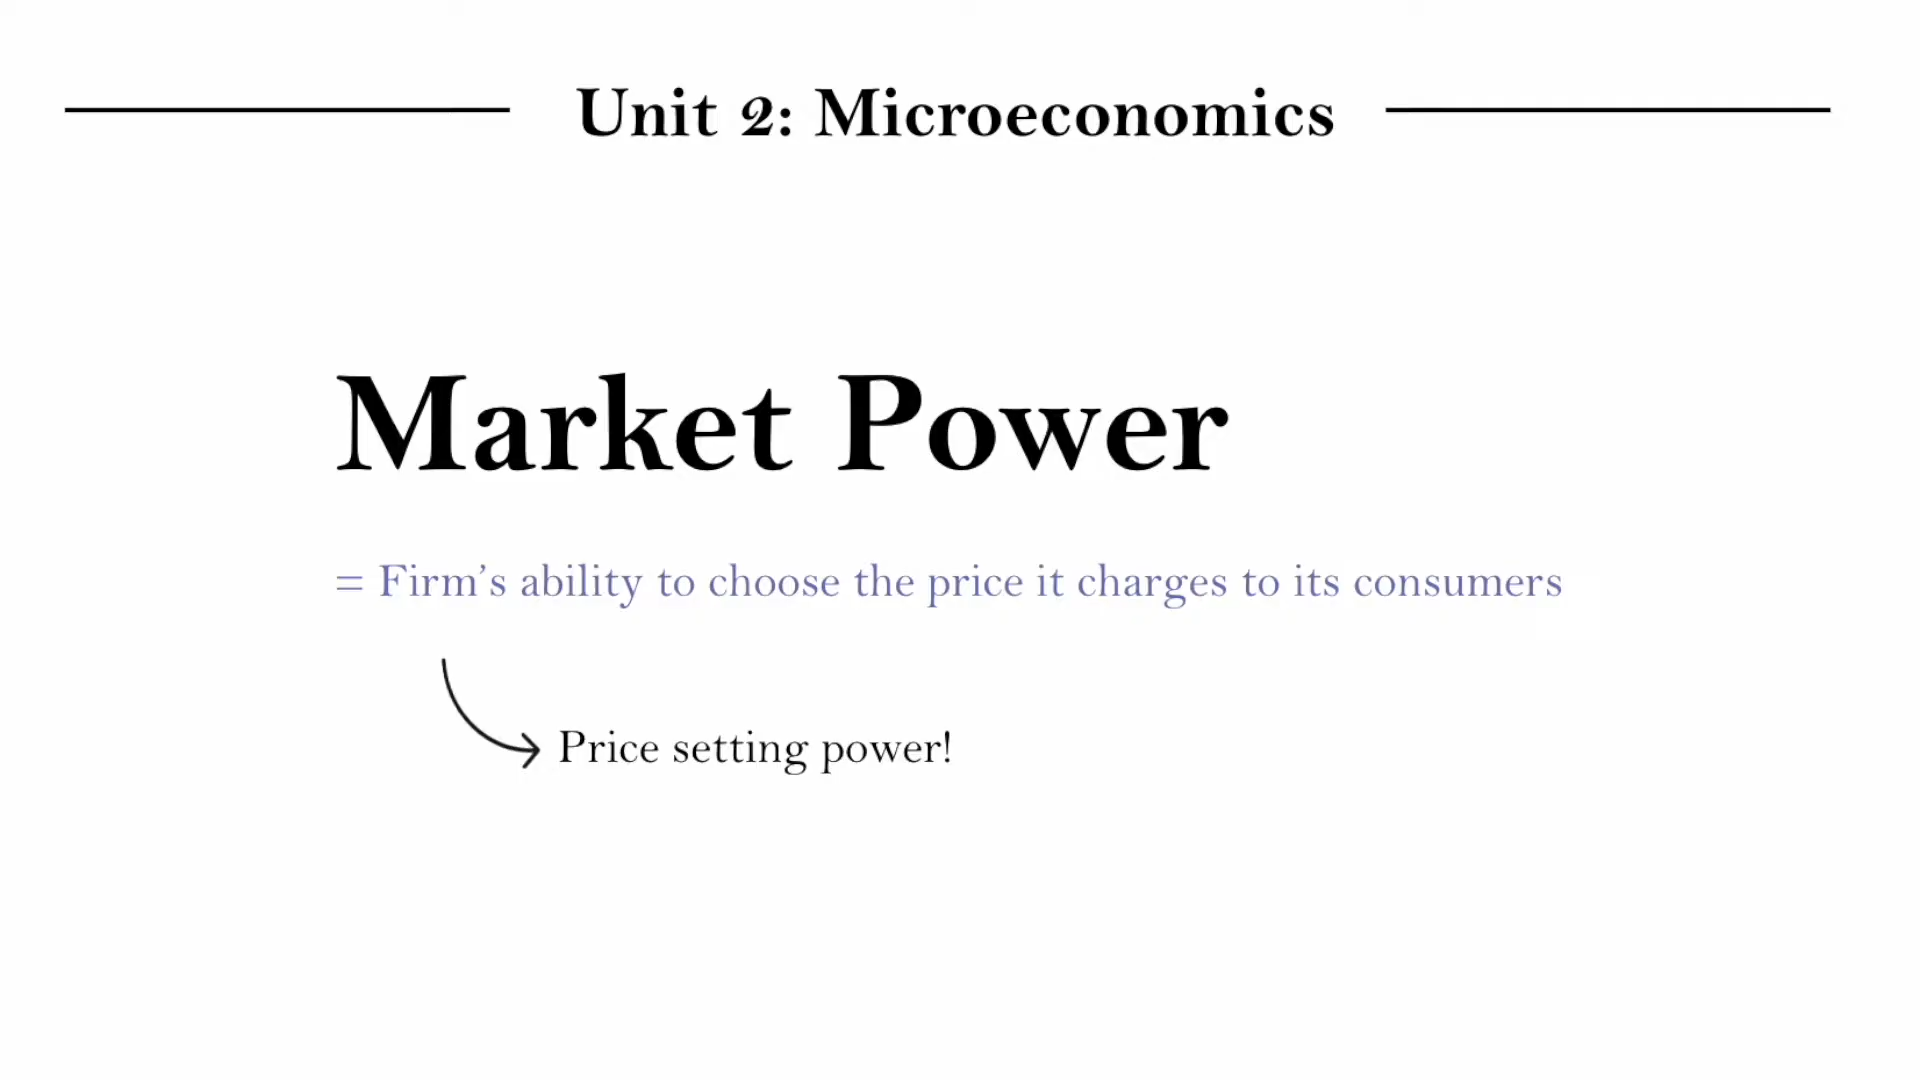 Unit 2: Microeconomics
Market Power
= Firm’s ability to choose the price it charges to its consumers
Price setting power!